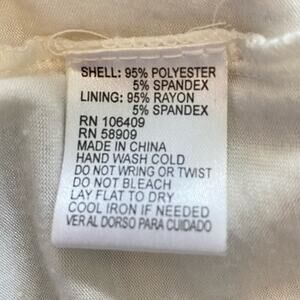 SHELL: 95% POLYESTER
5% SPANDEX
LINING: 95% RAYON
5% SPANDEX
RN 106409
RN 58909
MADE IN CHINA
HAND WASH COLD
DO NOT WRING OR TWIST
DO NOT BLEACH
LAY FLAT TO DRY
COOL IRON IF NEEDED
VER AL DORSO PARA CUIDADO